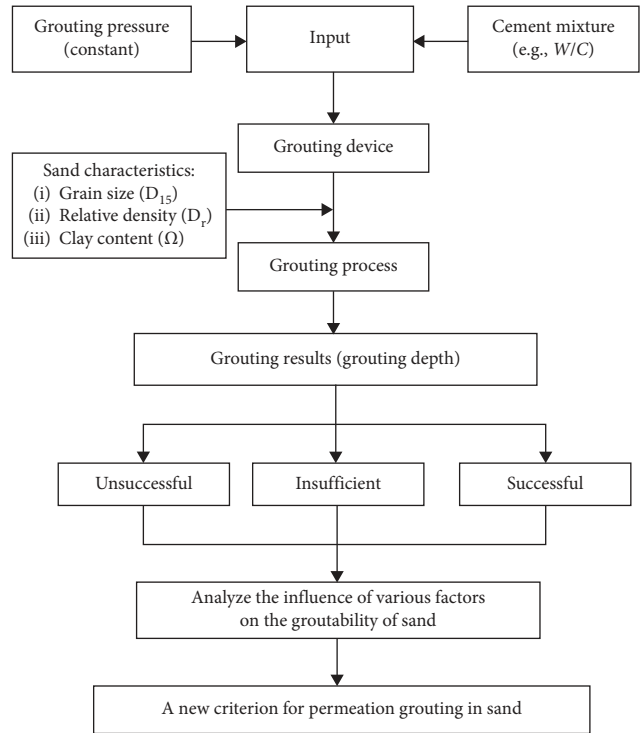 Grouting pressure
(constant)
Input
Cement mixture
(e.g., W/C)
Grouting device
Sand characteristics:
(i) Grain size (D15)
(ii) Relative density (Dr)
(iii) Clay content (Ω)
Grouting process
Grouting results (grouting depth)
Unsuccessful
Insufficient
Successful
Analyze the influence of various factors
on the groutability of sand
A new criterion for permeation grouting in sand